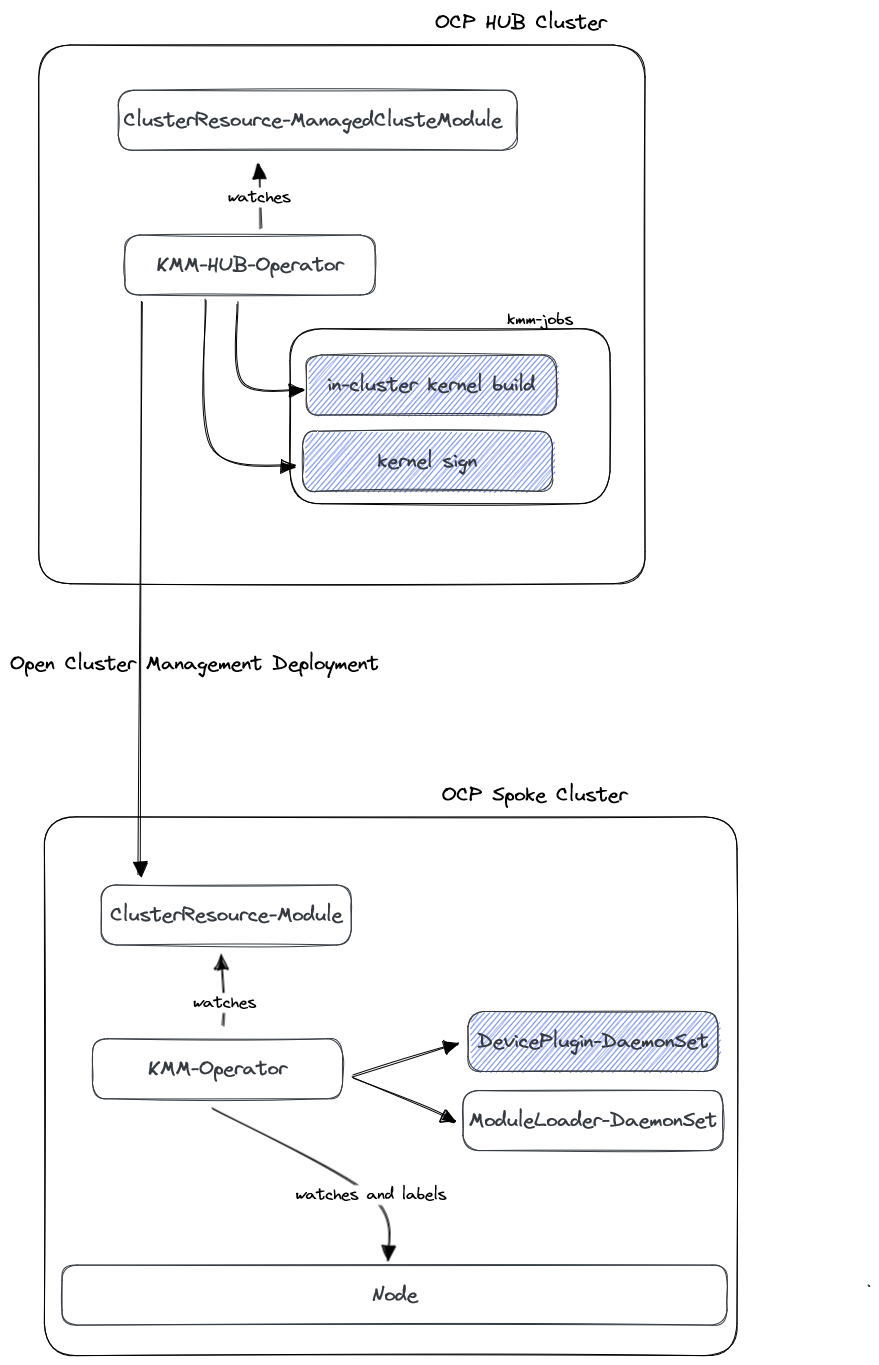 OCP HUB Cluster
ClusterResource-ManagedClusteModule
watches
KMM-HUB-Operator
kmm-jobs
in-cluster kernel build
kernel sign
Open Cluster Management Deployment
OCP Spoke Cluster
ClusterResource-Module
watches
DevicePlugin-DaemonSet
KMM-Operator
ModuleLoader-DaemonSet
watches and labels
Node